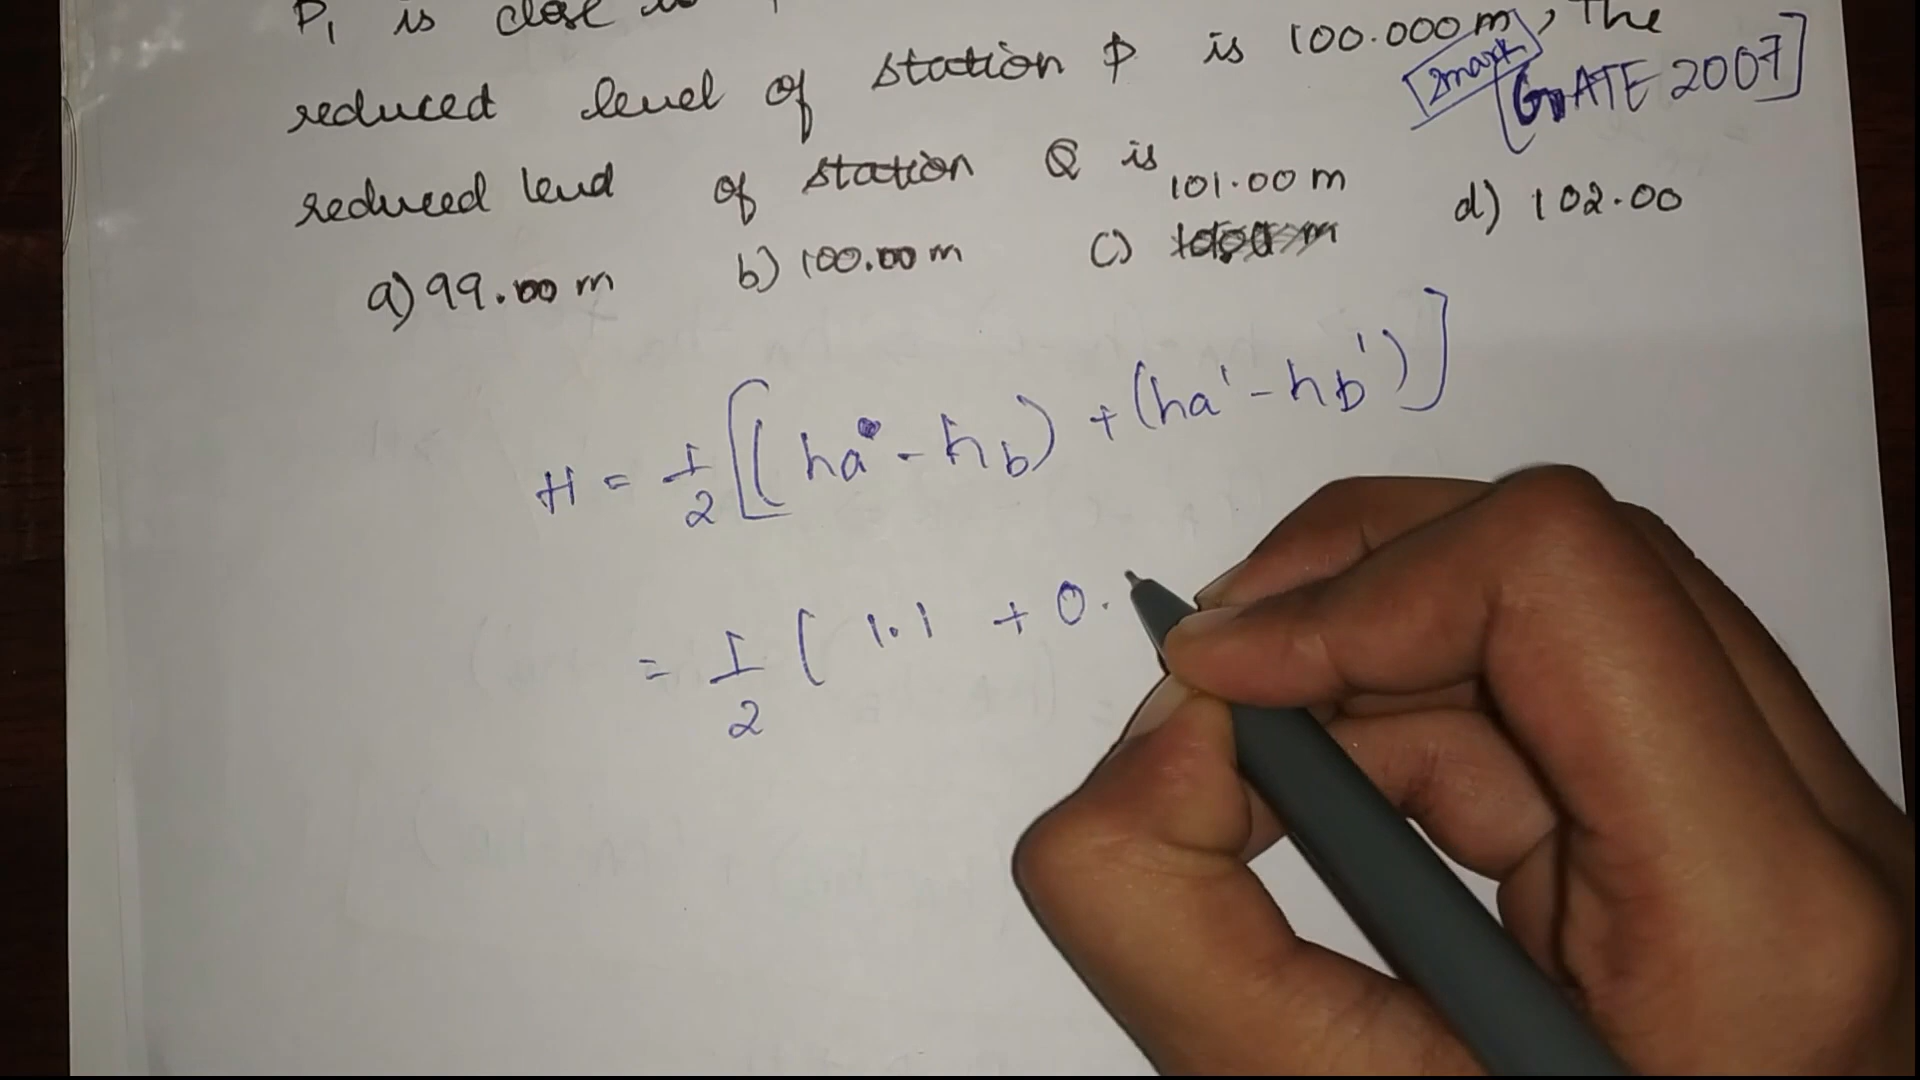 P1 is close to
reduced level of station P is 100.000 m, The
2mark [GATE 2007]
reduced level of station Q is
a) 99.00 m b) 100.00 m c) 101.00 m d) 102.00
H = 1/2 [(ha - hb) + (ha' - hb')]
= 1/2 ( 1.1 + 0.